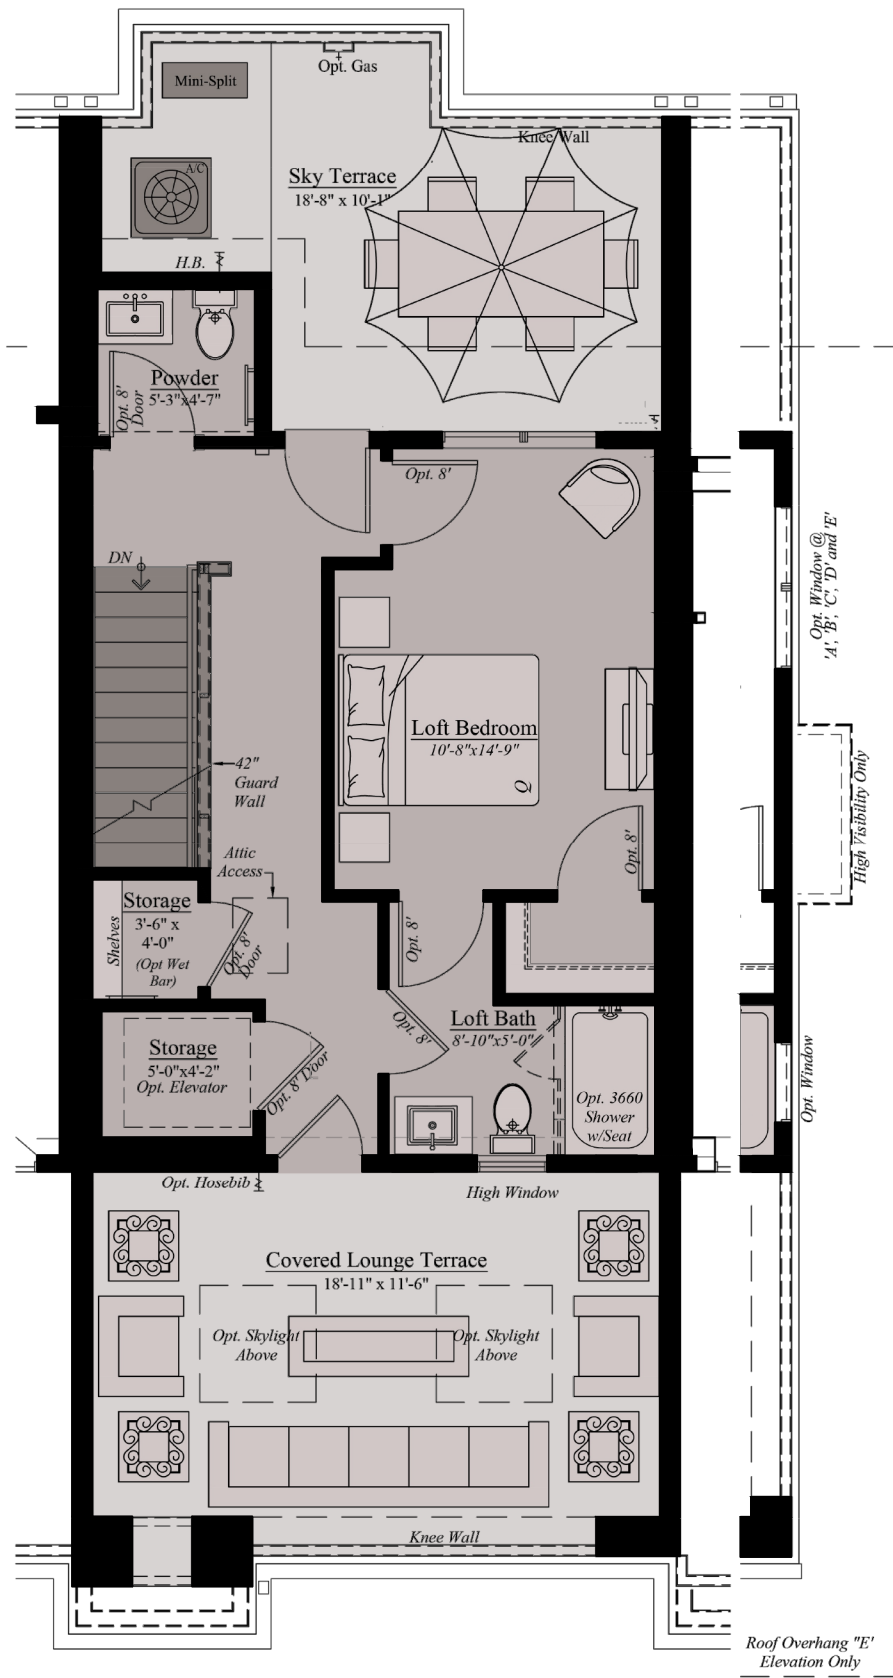 Mini-Split
Opt. Gas
Knee Wall
A/C
Sky Terrace
18'-8" x 10'-1"
H.B.
Powder
5'-3"x4'-7"
Opt. 8'
Door
Opt. 8'
DN
Opt. Window @
'A', 'B', 'C', 'D' and 'E'
Loft Bedroom
10'-8"x14'-9"
42"
Guard
Wall
Q
High Visibility Only
Opt. 8'
Attic
Access
Storage
3'-6" x
4'-0"
(Opt Wet
Bar)
Shelves
Opt. 8'
Door
Opt. 8'
Opt. 8'
Loft Bath
8'-10"x5'-0"
Storage
5'-0"x4'-2"
Opt. Elevator
Opt. 8' Door
Opt. 3660
Shower
w/Seat
Opt. Window
Opt. Hosebib
High Window
Covered Lounge Terrace
18'-11" x 11'-6"
Opt. Skylight
Above
Opt. Skylight
Above
Knee Wall
Roof Overhang "E'
Elevation Only